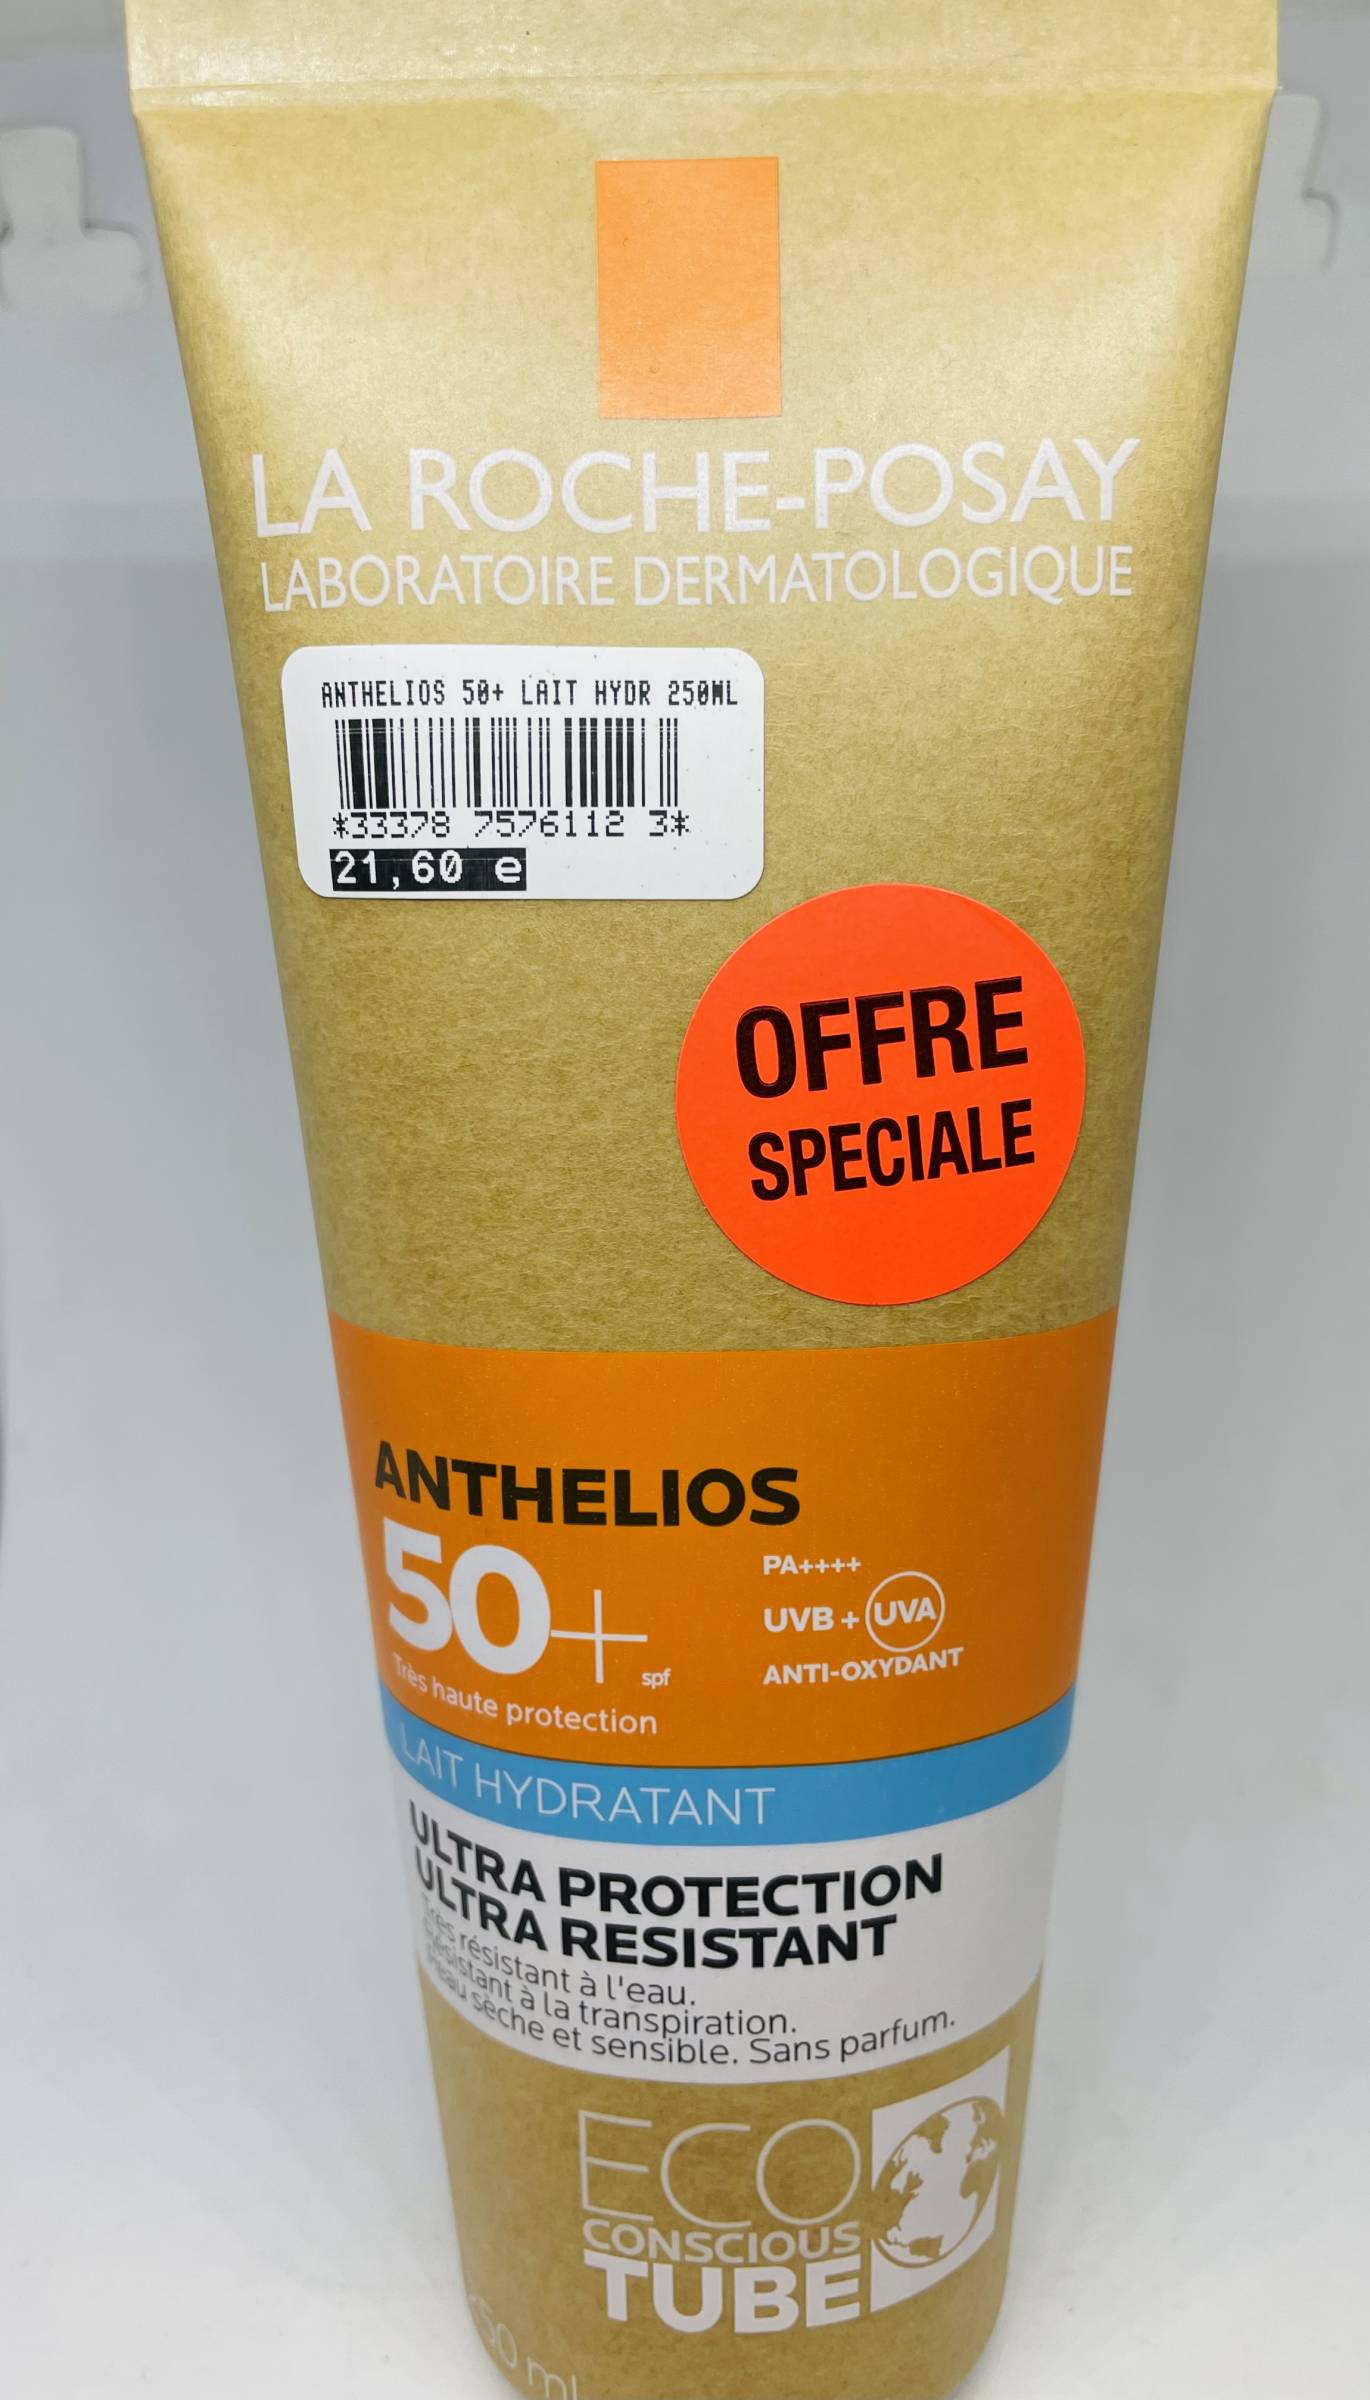 LA ROCHE-POSAY
LABORATOIRE DERMATOLOGIQUE
ANTHELIOS 50+ LAIT HYDR 250ML
*33378 7576112 3*
21,60 e
OFFRE
SPECIALE
ANTHELIOS
50+ spf
Très haute protection
PA++++
UVB + UVA
ANTI-OXYDANT
LAIT HYDRATANT
ULTRA PROTECTION
ULTRA RESISTANT
Très résistant à l'eau.
Résistant à la transpiration.
Peau sèche et sensible. Sans parfum.
ECO
CONSCIOUS
TUBE
250 ml